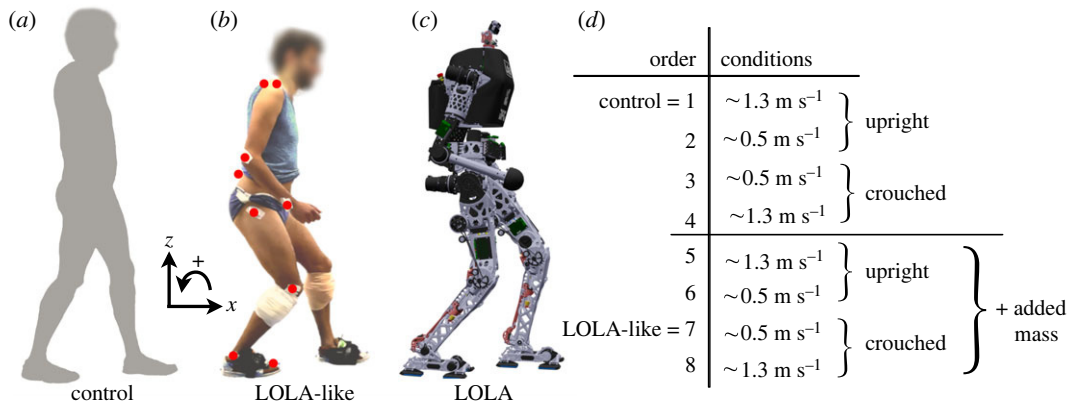 (a)
control
z
+
x
(b)
LOLA-like
(c)
LOLA
(d)
order conditions
control = 1 ~1.3 m s⁻¹
2 ~0.5 m s⁻¹
upright
3 ~0.5 m s⁻¹
4 ~1.3 m s⁻¹
crouched
5 ~1.3 m s⁻¹
6 ~0.5 m s⁻¹
upright
LOLA-like = 7 ~0.5 m s⁻¹
8 ~1.3 m s⁻¹
crouched
+ added
mass